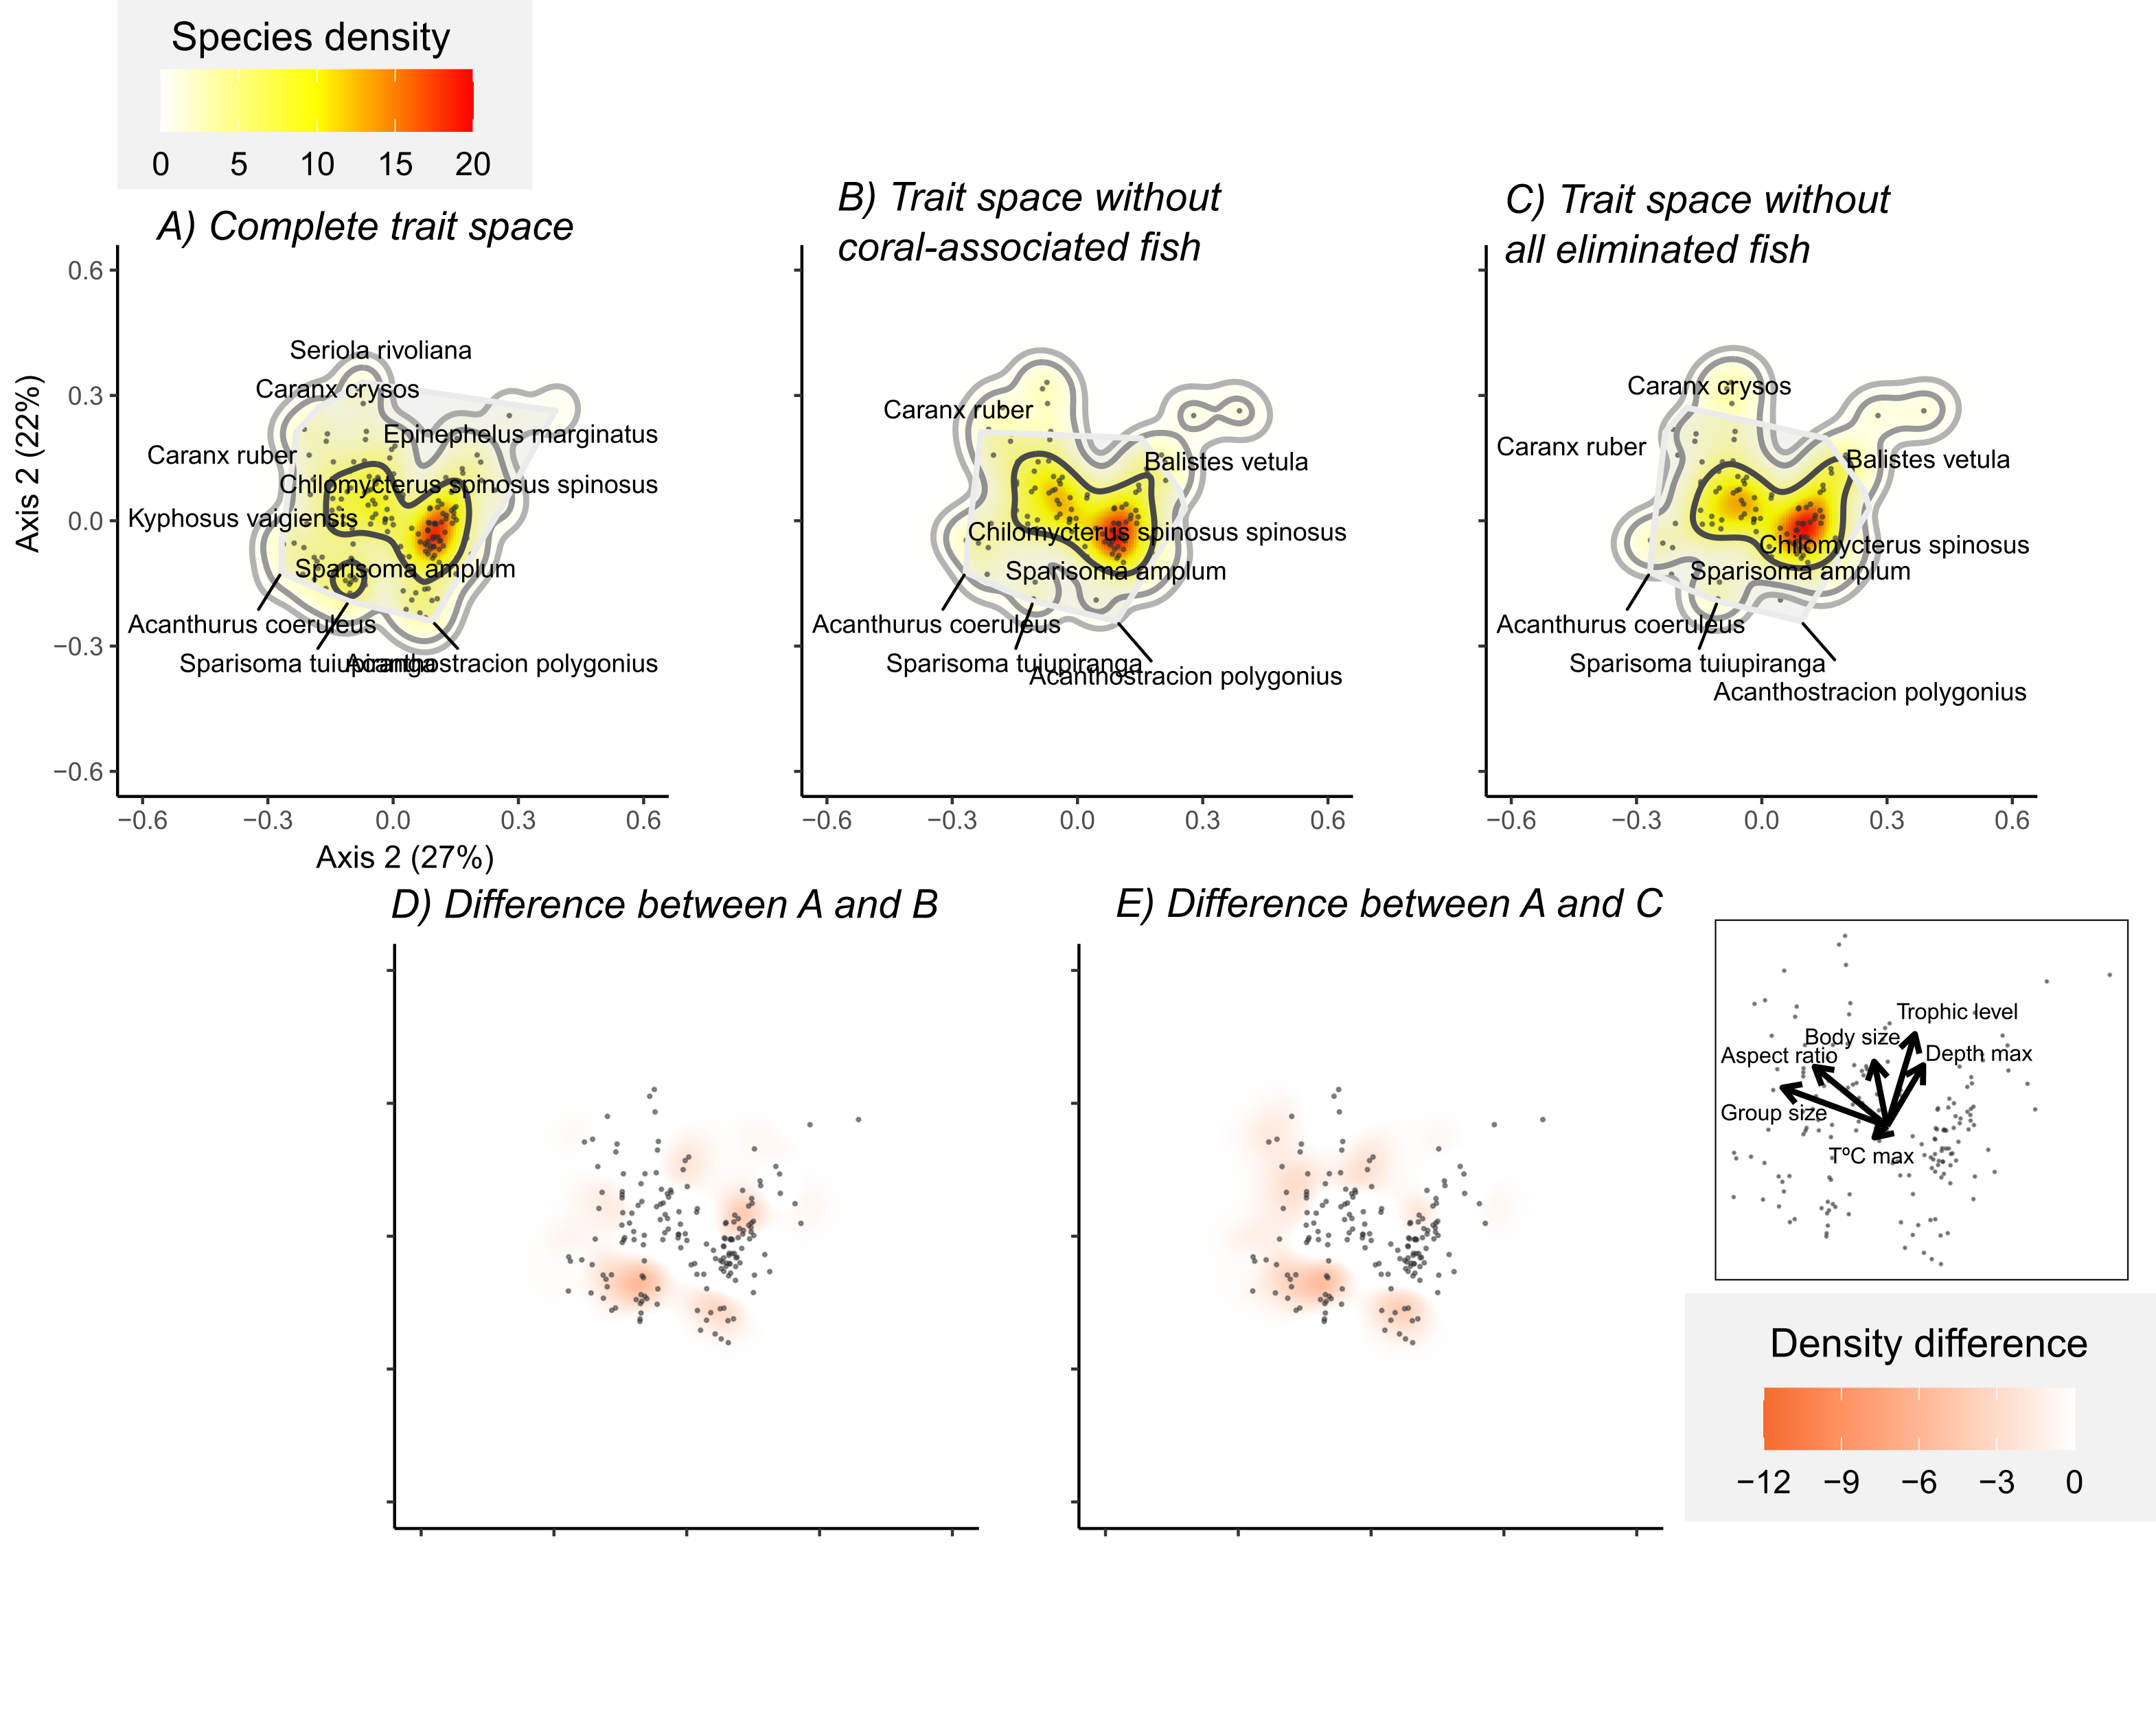 Species density
0 5 10 15 20
A) Complete trait space
B) Trait space without
coral-associated fish
C) Trait space without
all eliminated fish
Axis 2 (22%)
0.6
0.3
0.0
−0.3
−0.6
Seriola rivoliana
Caranx crysos
Epinephelus marginatus
Caranx ruber
Chilomycterus spinosus spinosus
Kyphosus vaigiensis
Sparisoma amplum
Acanthurus coeruleus
Sparisoma tuiupiranga
Acanthostracion polygonius
−0.6 −0.3 0.0 0.3 0.6
Axis 2 (27%)
Caranx ruber
Balistes vetula
Chilomycterus spinosus spinosus
Sparisoma amplum
Acanthurus coeruleus
Sparisoma tuiupiranga
Acanthostracion polygonius
−0.6 −0.3 0.0 0.3 0.6
Caranx crysos
Caranx ruber
Balistes vetula
Chilomycterus spinosus
Sparisoma amplum
Acanthurus coeruleus
Sparisoma tuiupiranga
Acanthostracion polygonius
−0.6 −0.3 0.0 0.3 0.6
D) Difference between A and B
E) Difference between A and C
Trophic level
Body size
Aspect ratio
Depth max
Group size
TºC max
Density difference
−12 −9 −6 −3 0